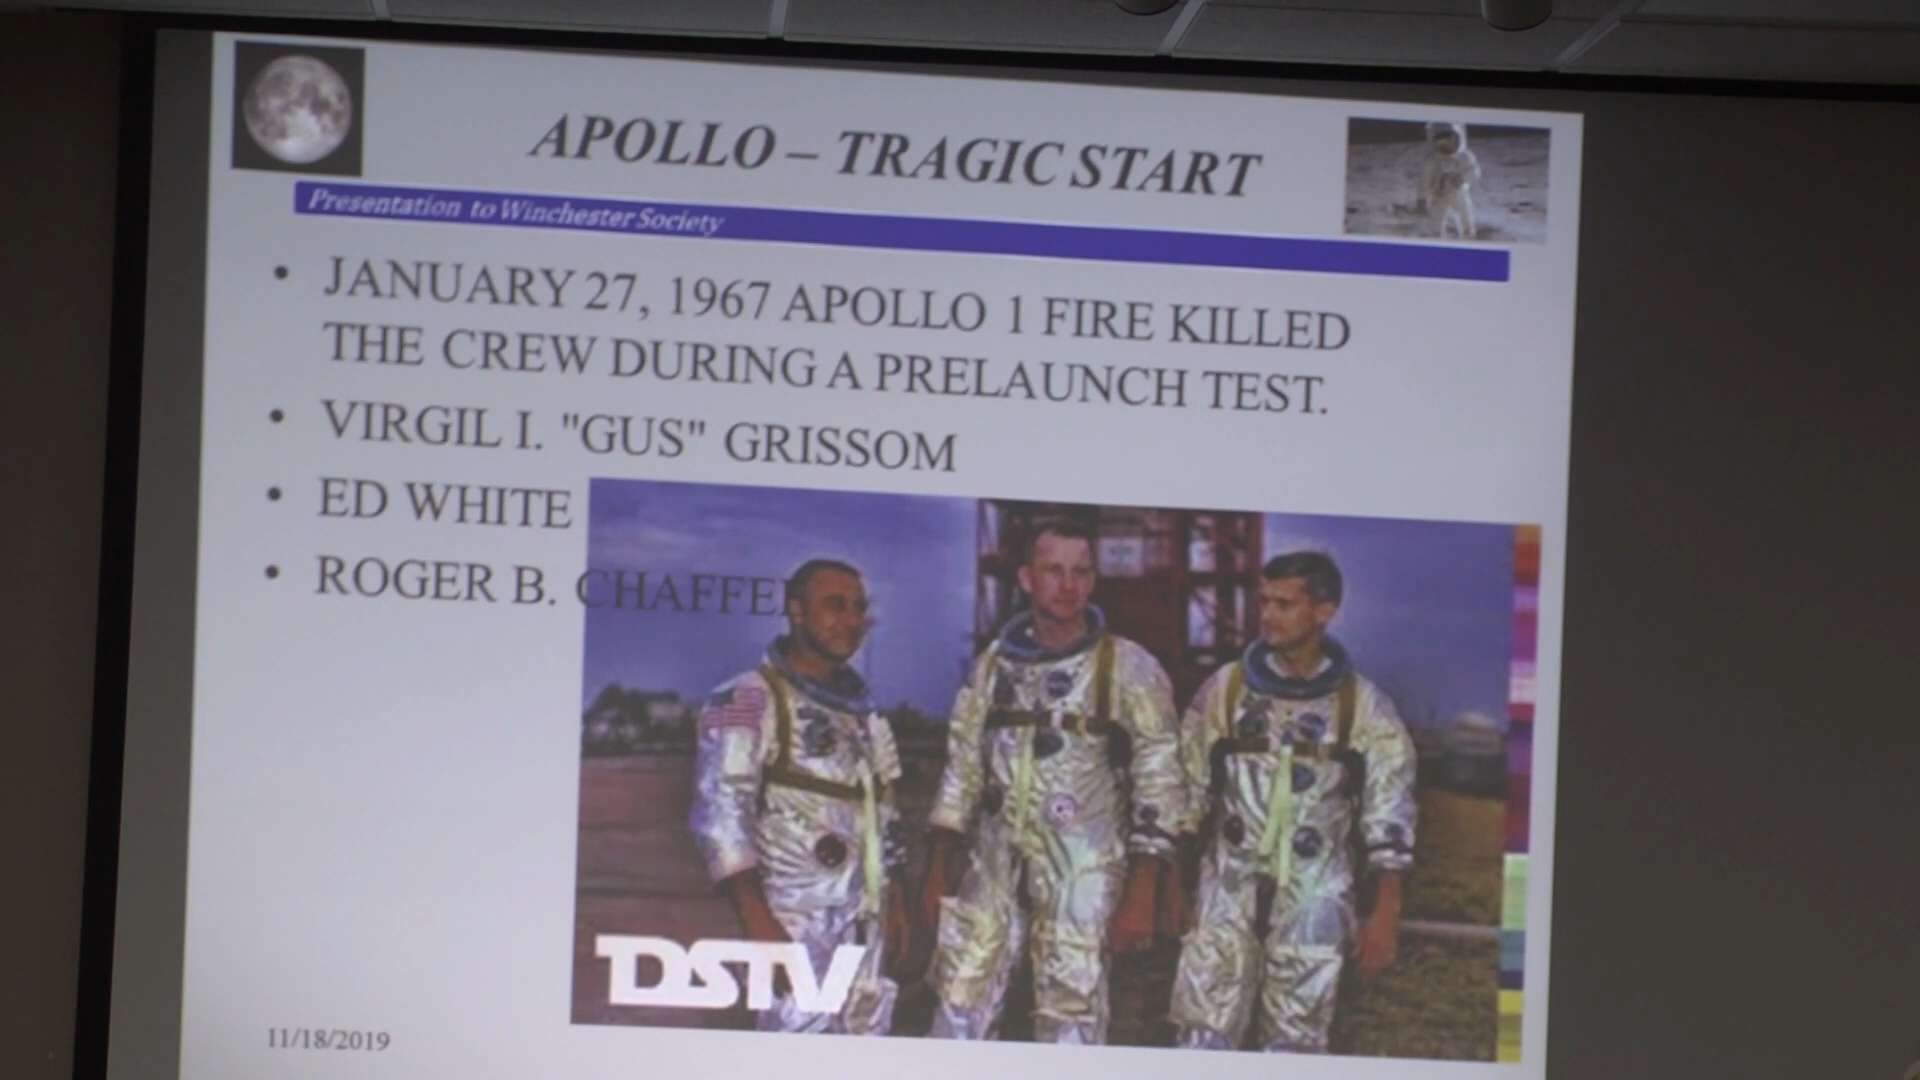 APOLLO – TRAGIC START
Presentation to Winchester Society
• JANUARY 27, 1967 APOLLO 1 FIRE KILLED
THE CREW DURING A PRELAUNCH TEST.
• VIRGIL I. "GUS" GRISSOM
• ED WHITE
• ROGER B. CHAFFE
DSTV
11/18/2019